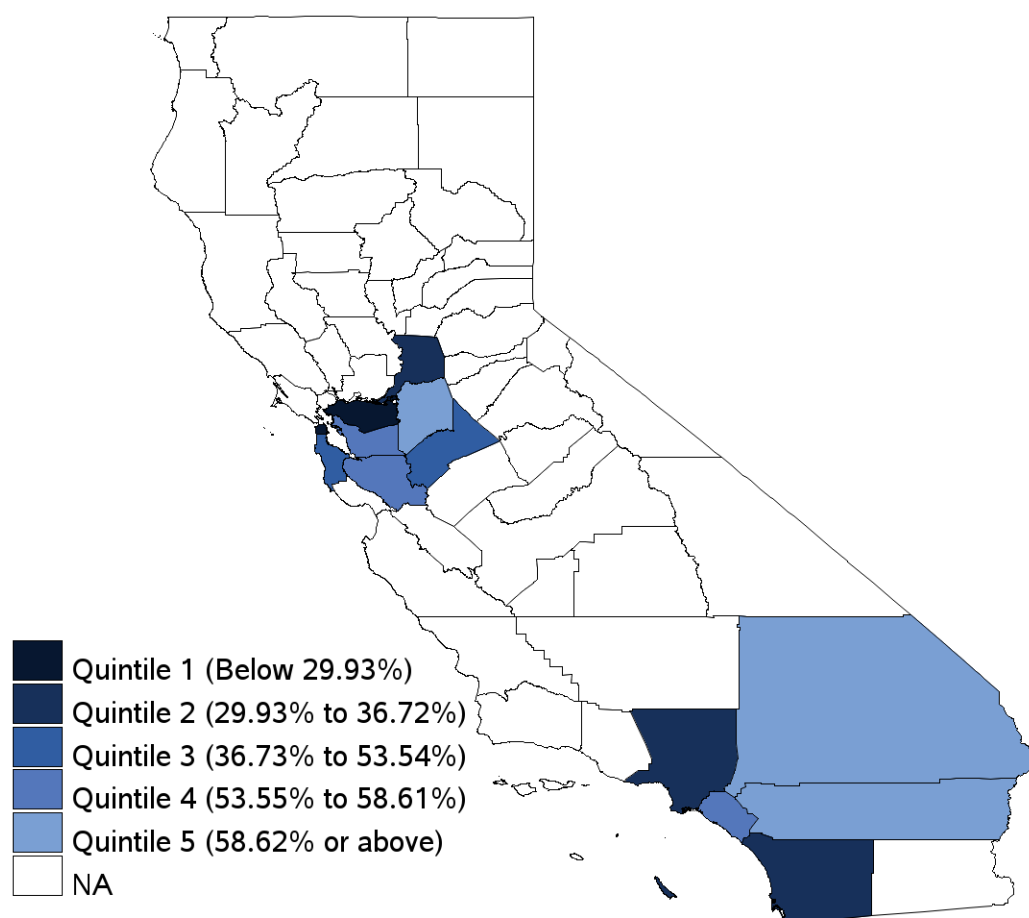 Quintile 1 (Below 29.93%)
Quintile 2 (29.93% to 36.72%)
Quintile 3 (36.73% to 53.54%)
Quintile 4 (53.55% to 58.61%)
Quintile 5 (58.62% or above)
NA